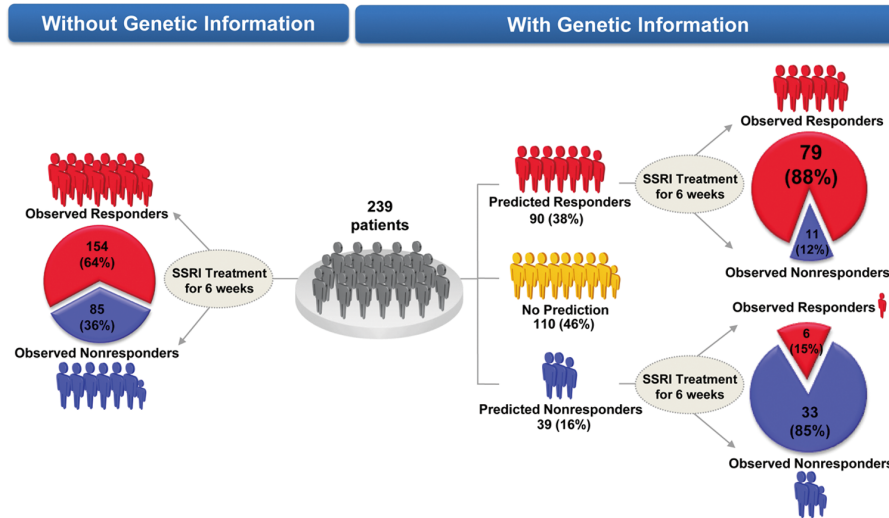 Without Genetic Information
With Genetic Information
Observed Responders
154
(64%)
85
(36%)
Observed Nonresponders
SSRI Treatment
for 6 weeks
239
patients
Predicted Responders
90 (38%)
No Prediction
110 (46%)
Predicted Nonresponders
39 (16%)
SSRI Treatment
for 6 weeks
Observed Responders
79
(88%)
11
(12%)
Observed Nonresponders
SSRI Treatment
for 6 weeks
Observed Responders
6
(15%)
33
(85%)
Observed Nonresponders